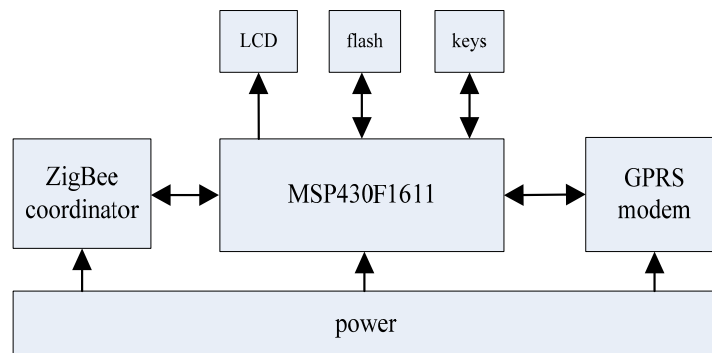 LCD
flash
keys
ZigBee
coordinator
MSP430F1611
GPRS
modem
power